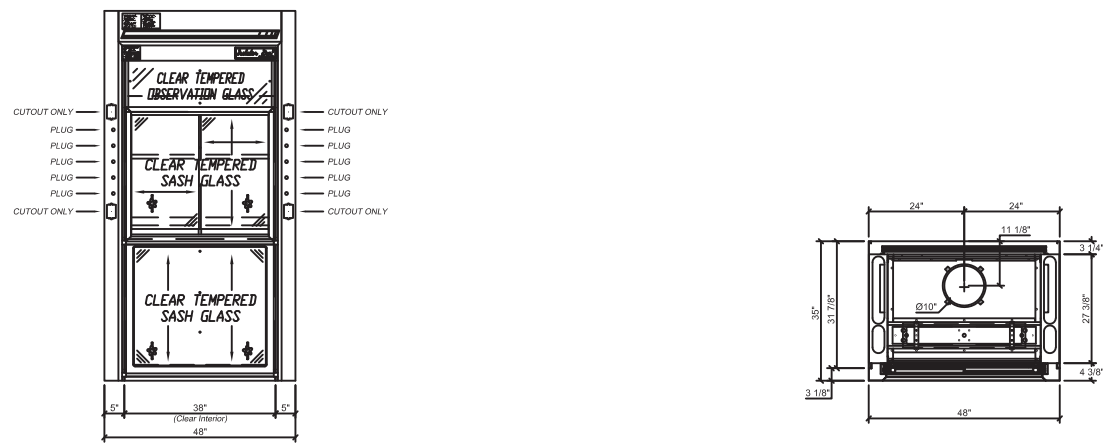 CLEAR TEMPERED
OBSERVATION GLASS
CUTOUT ONLY
PLUG
PLUG
PLUG
PLUG
PLUG
CUTOUT ONLY
CUTOUT ONLY
PLUG
PLUG
PLUG
PLUG
PLUG
CUTOUT ONLY
CLEAR TEMPERED
SASH GLASS
CLEAR TEMPERED
SASH GLASS
5"
38"
5"
(Clear Interior)
48"
24"
24"
11 1/8"
3 1/4"
Ø10"
35"
31 7/8"
27 3/8"
4 3/8"
3 1/8"
48"